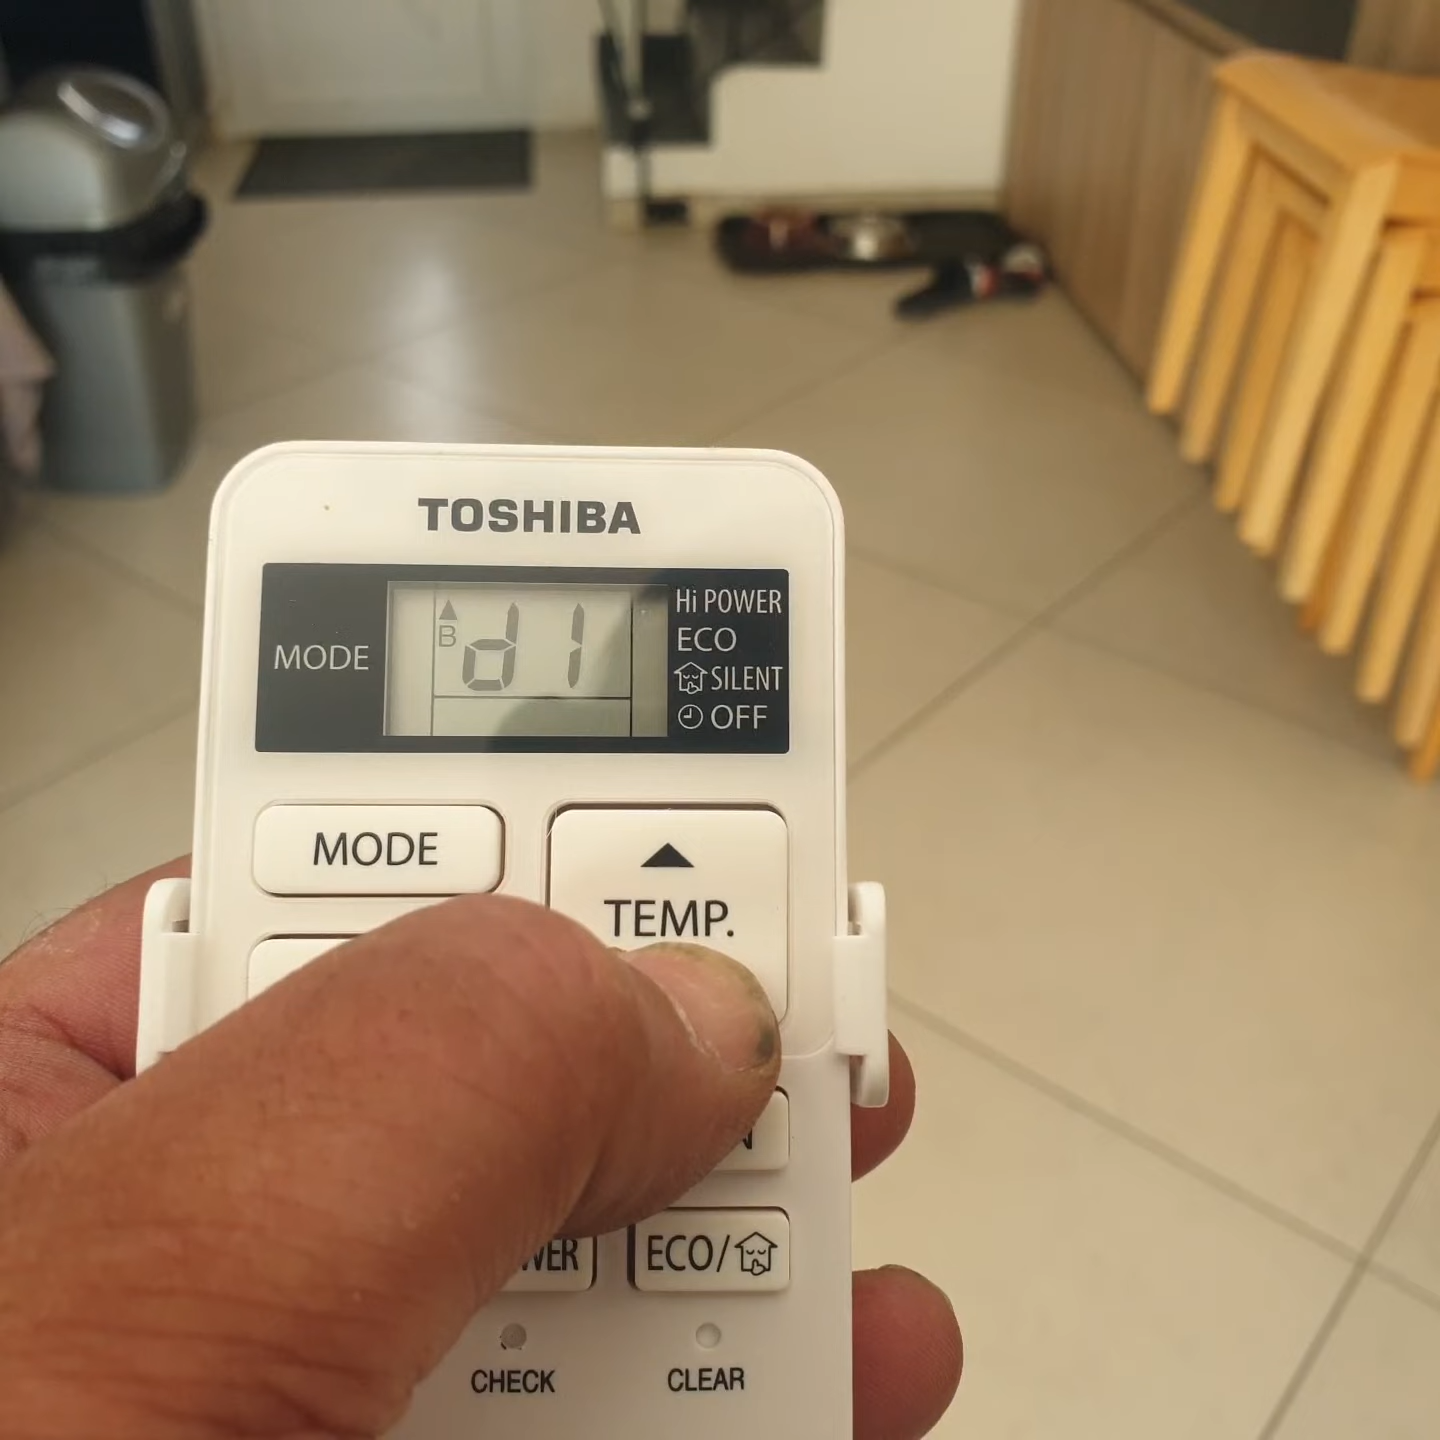 TOSHIBA
MODE
B
d1
Hi POWER
ECO
SILENT
OFF
MODE
TEMP.
ECO/
CHECK
CLEAR